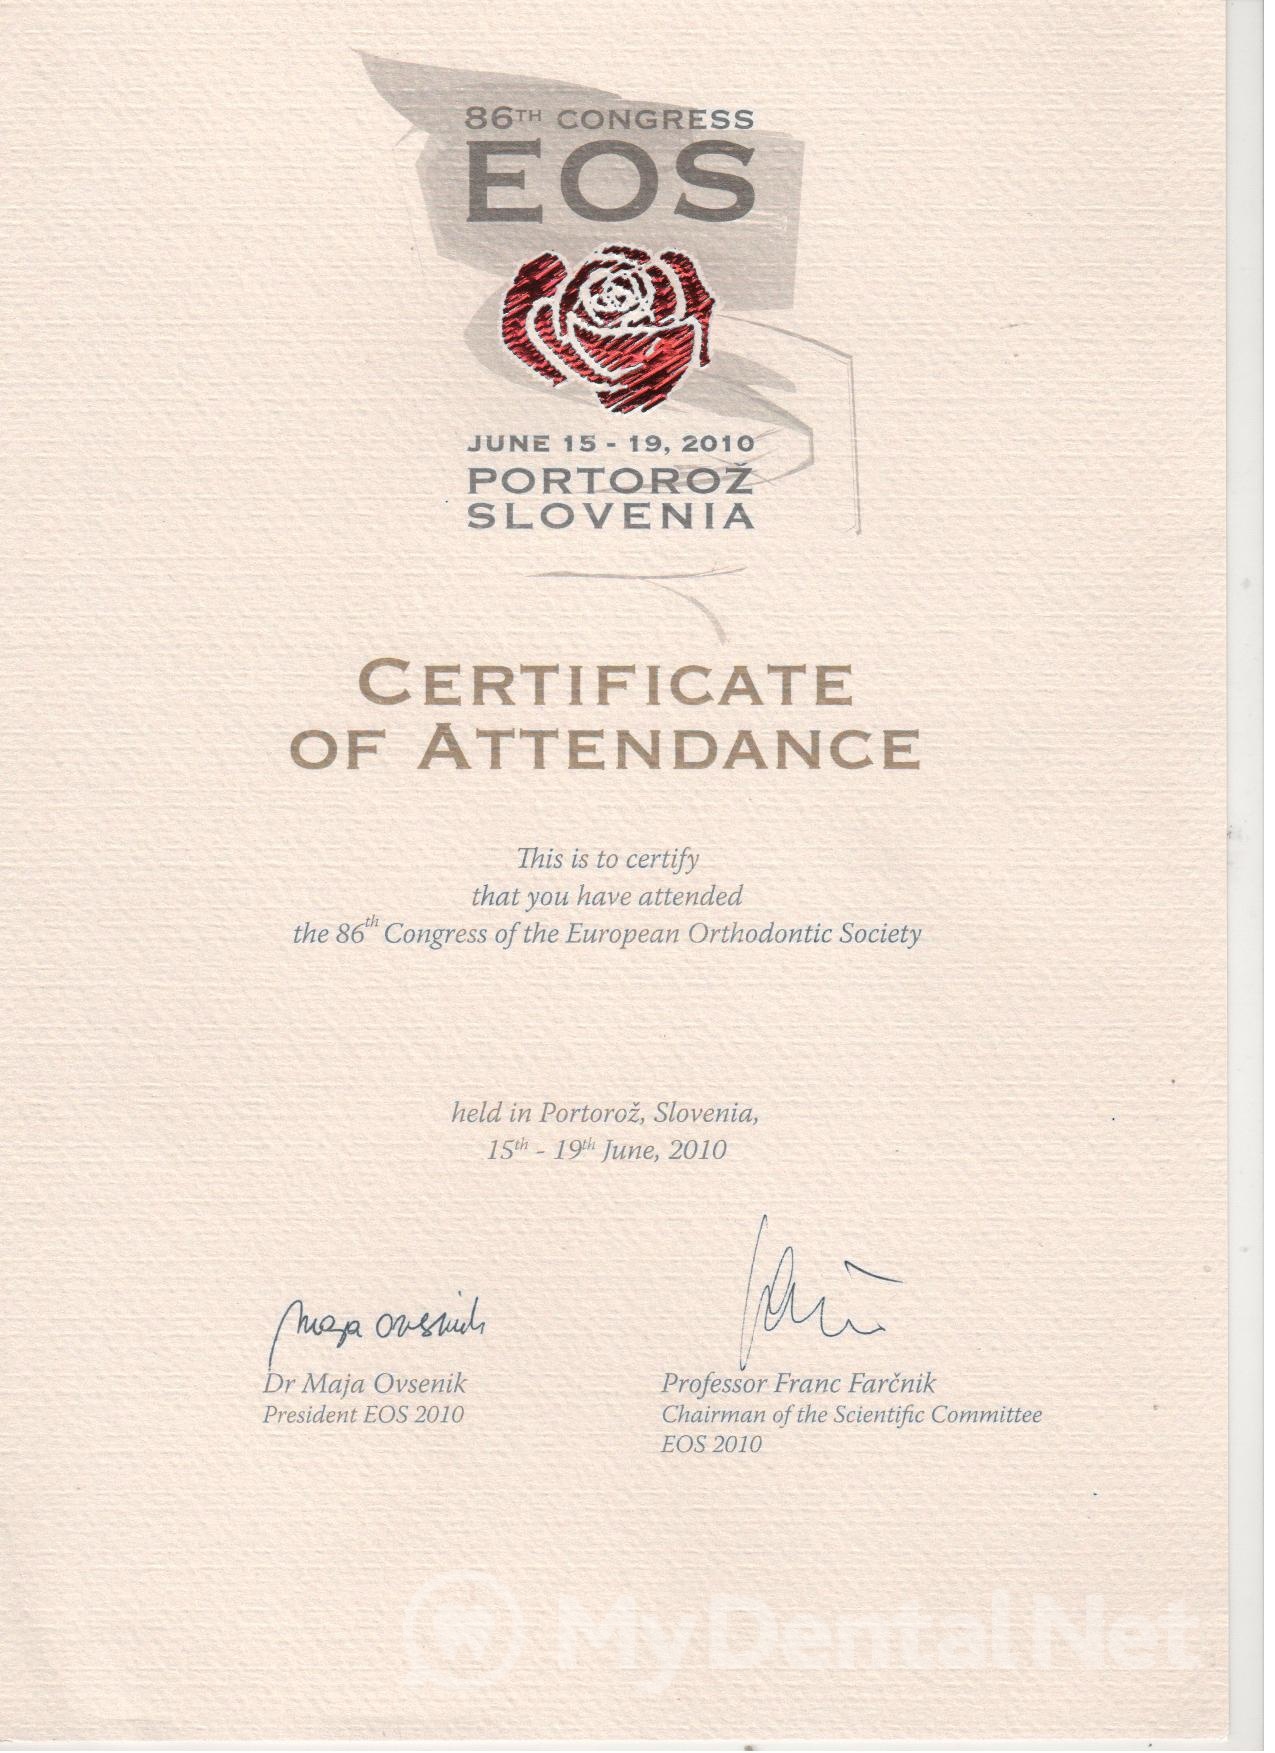 86TH CONGRESS
EOS
JUNE 15 - 19, 2010
PORTOROŽ
SLOVENIA
CERTIFICATE
OF ATTENDANCE
This is to certify
that you have attended
the 86th Congress of the European Orthodontic Society
held in Portorož, Slovenia,
15th - 19th June, 2010
Maja Ovsenik
Dr Maja Ovsenik
President EOS 2010
Professor Franc Farčnik
Chairman of the Scientific Committee
EOS 2010
MyDentalNet